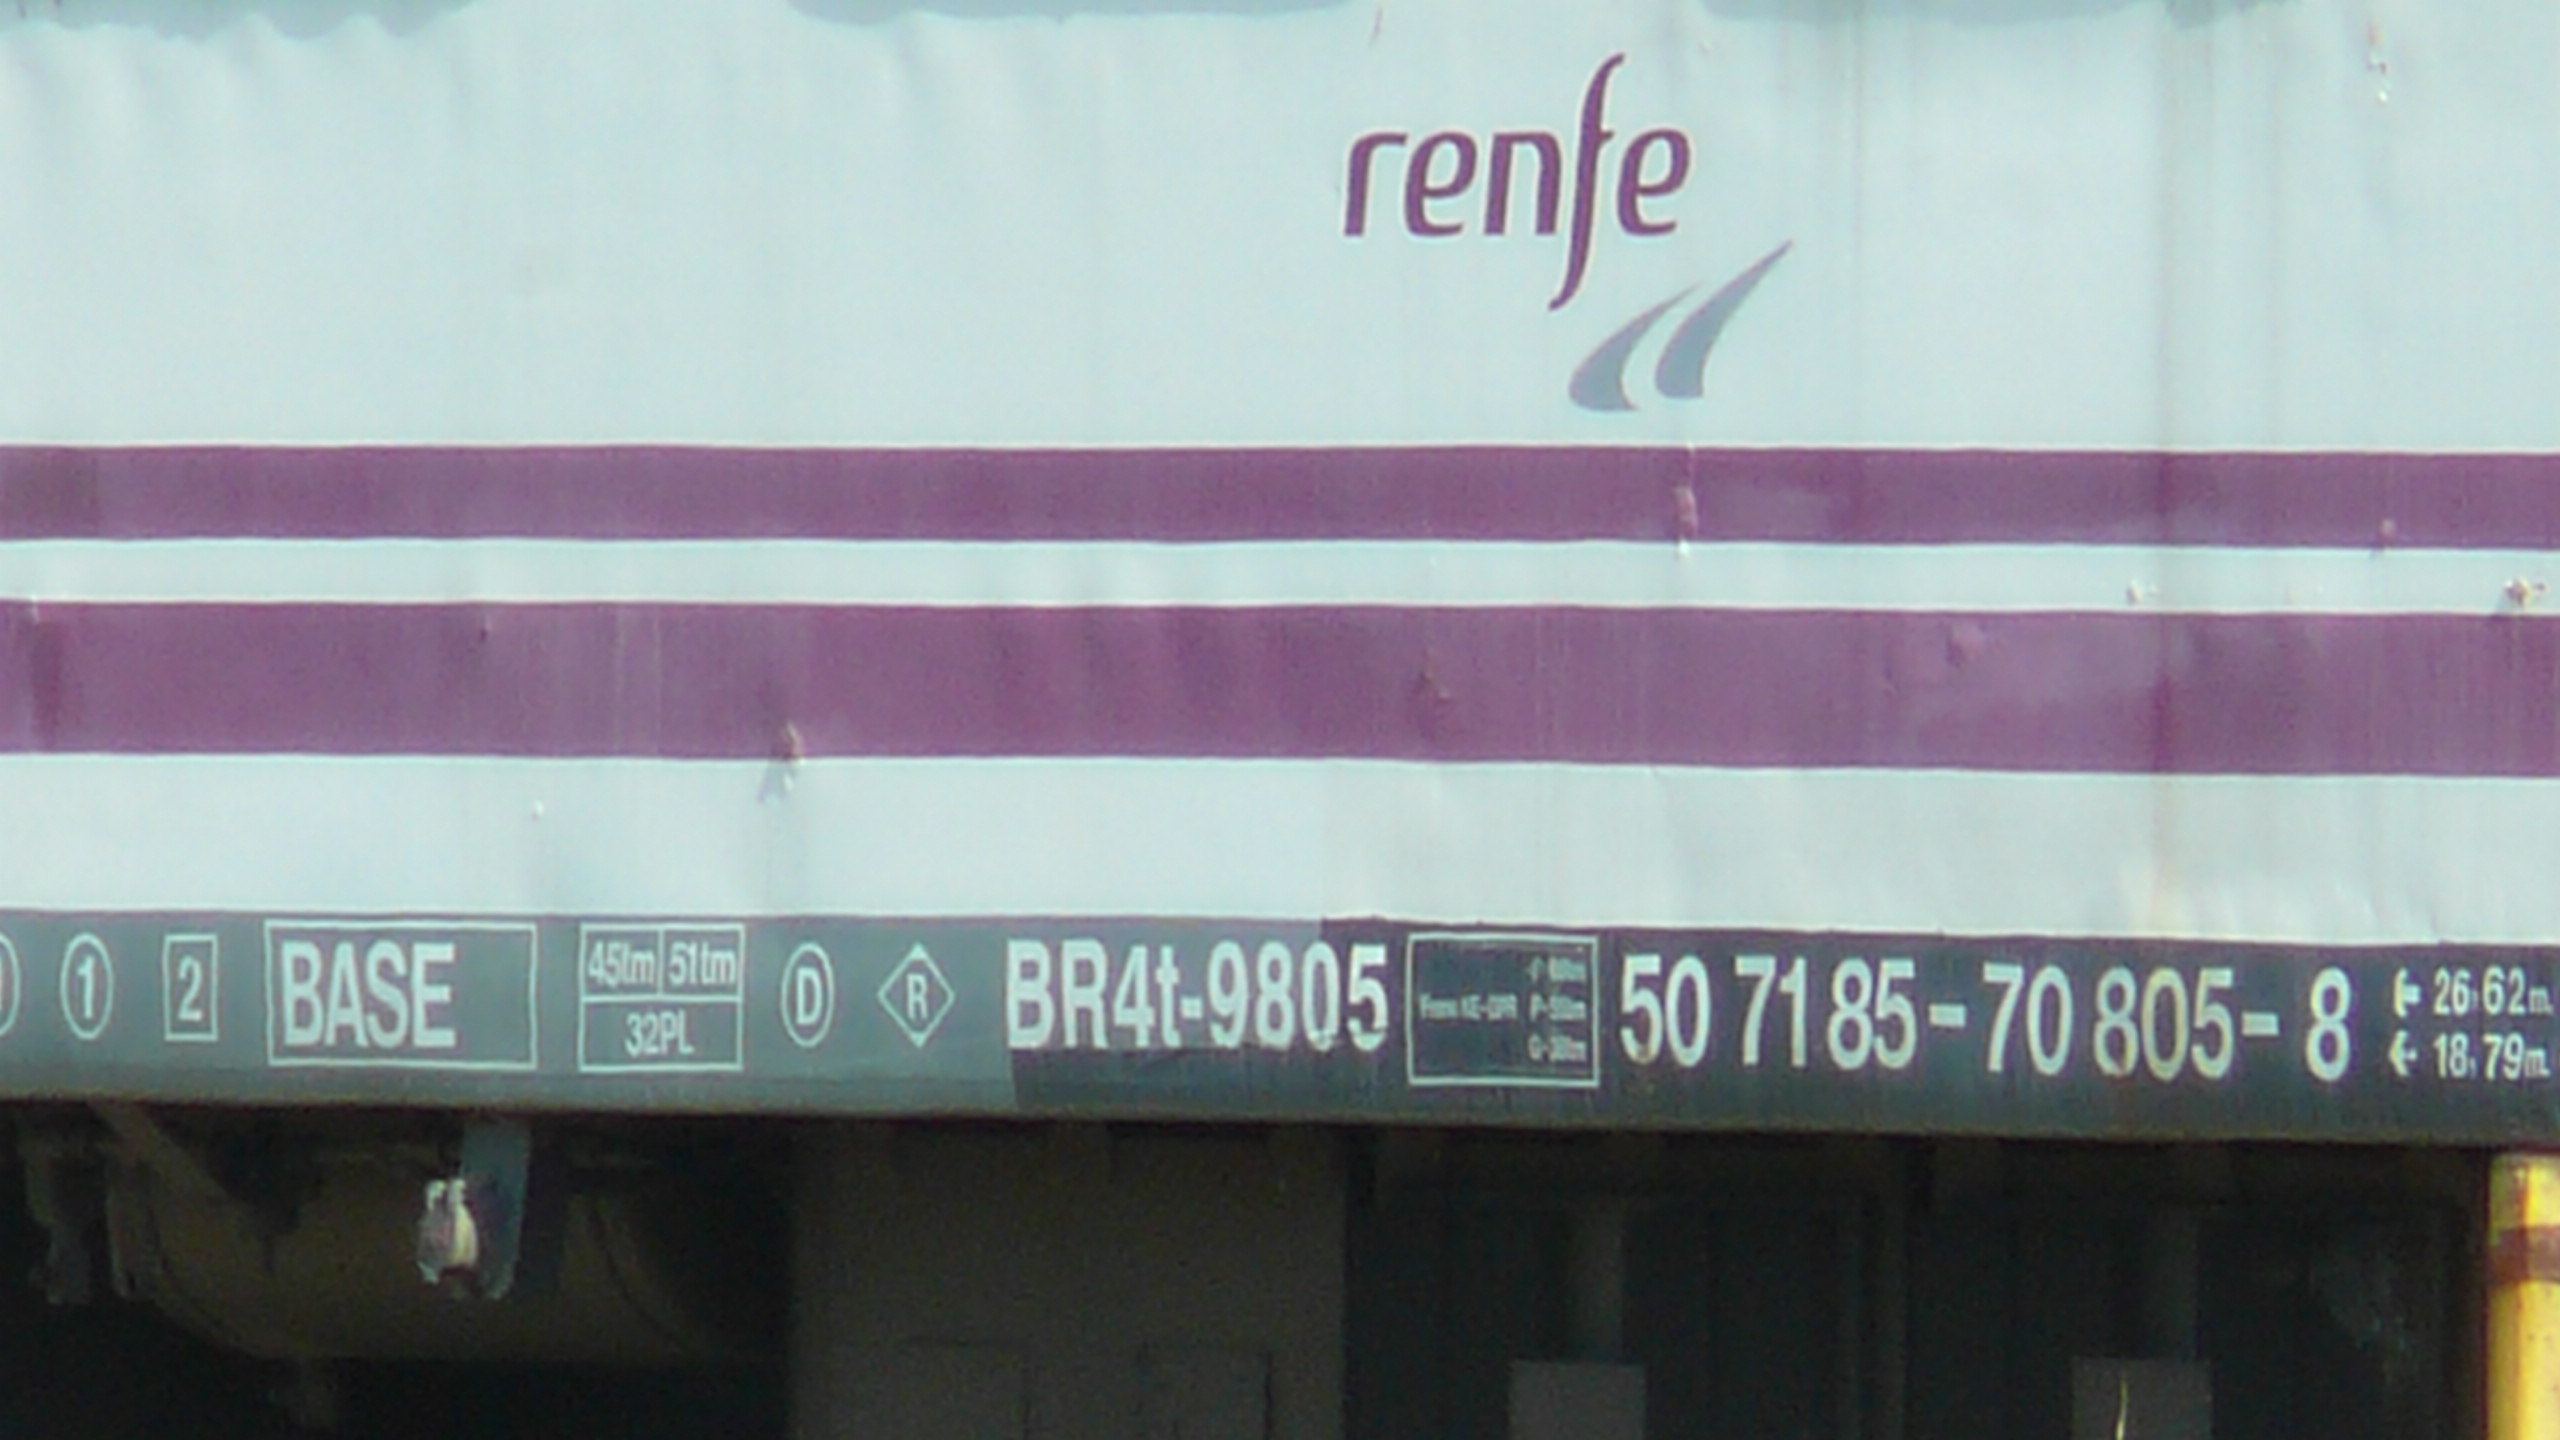 renfe
1 2 BASE 45tm 51tm D R BR4t-9805 50 71 85-70 805-8 26,62m.
32PL 18,79m.